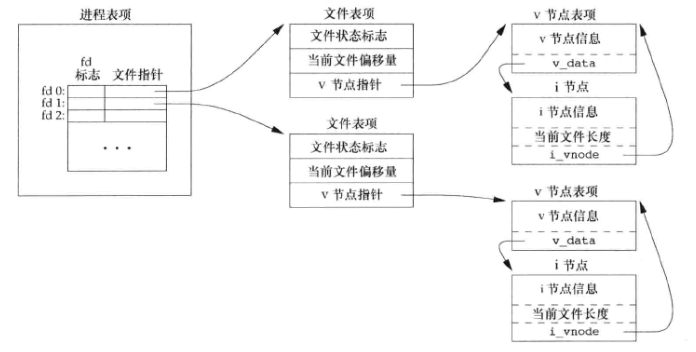 进程表项
fd
标志 文件指针
fd 0:
fd 1:
fd 2:
• • •
文件表项
文件状态标志
当前文件偏移量
v 节点指针
文件表项
文件状态标志
当前文件偏移量
v 节点指针
v 节点表项
v 节点信息
v_data
i 节点
i 节点信息
当前文件长度
i_vnode
v 节点表项
v 节点信息
v_data
i 节点
i 节点信息
当前文件长度
i_vnode